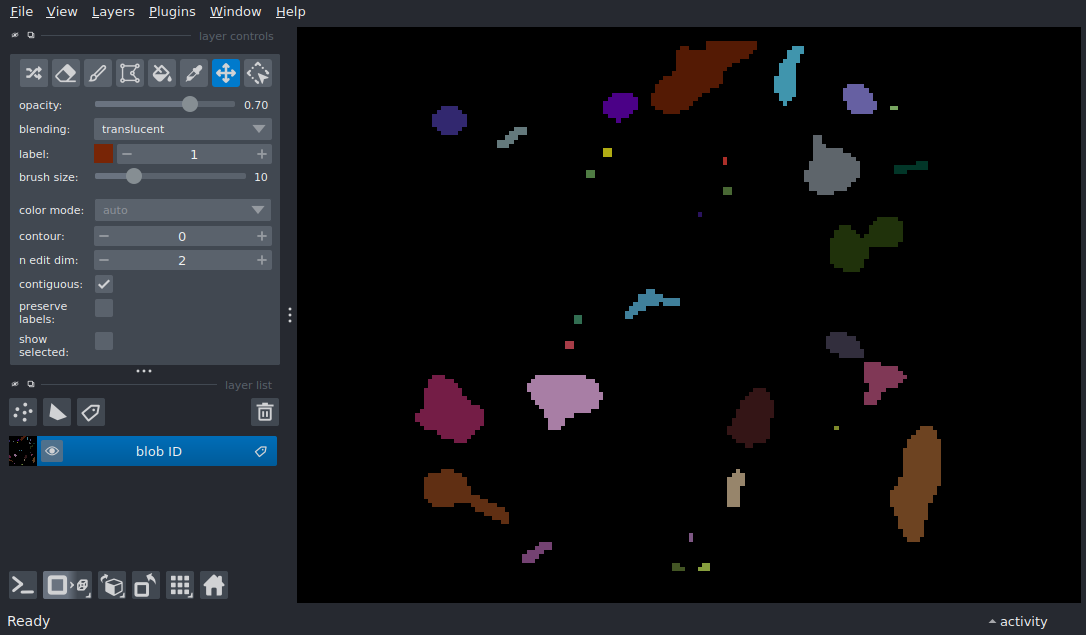 File View Layers Plugins Window Help
layer controls
opacity: 0.70
blending: translucent
label: 1
brush size: 10
color mode: auto
contour: 0
n edit dim: 2
contiguous:
preserve
labels:
show
selected:
layer list
blob ID
Ready
activity